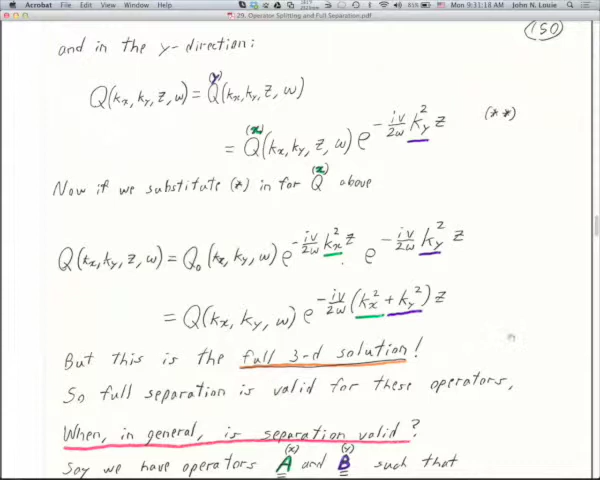 Acrobat File Edit View Window Help 81% Mon 9:31:18 AM John N. Louie
29. Operator Splitting and Full Separation.pdf
150
and in the y-direction:
Q(kx,ky,z,ω) = Q^(y)(kx,ky,z,ω)
= Q^(x)(kx,ky,z,ω) e^(-iv/2ω ky² z) (**)
Now if we substitute (*) in for Q^(x) above
Q(kx,ky,z,ω) = Q₀(kx,ky,ω) e^(-iv/2ω kx² z) e^(-iv/2ω ky² z)
= Q(kx,ky,ω) e^(-iv/2ω (kx² + ky²) z)
But this is the full 3-d solution!
So full separation is valid for these operators.
When, in general, is separation valid?
Say we have operators A^(x) and B^(y) such that